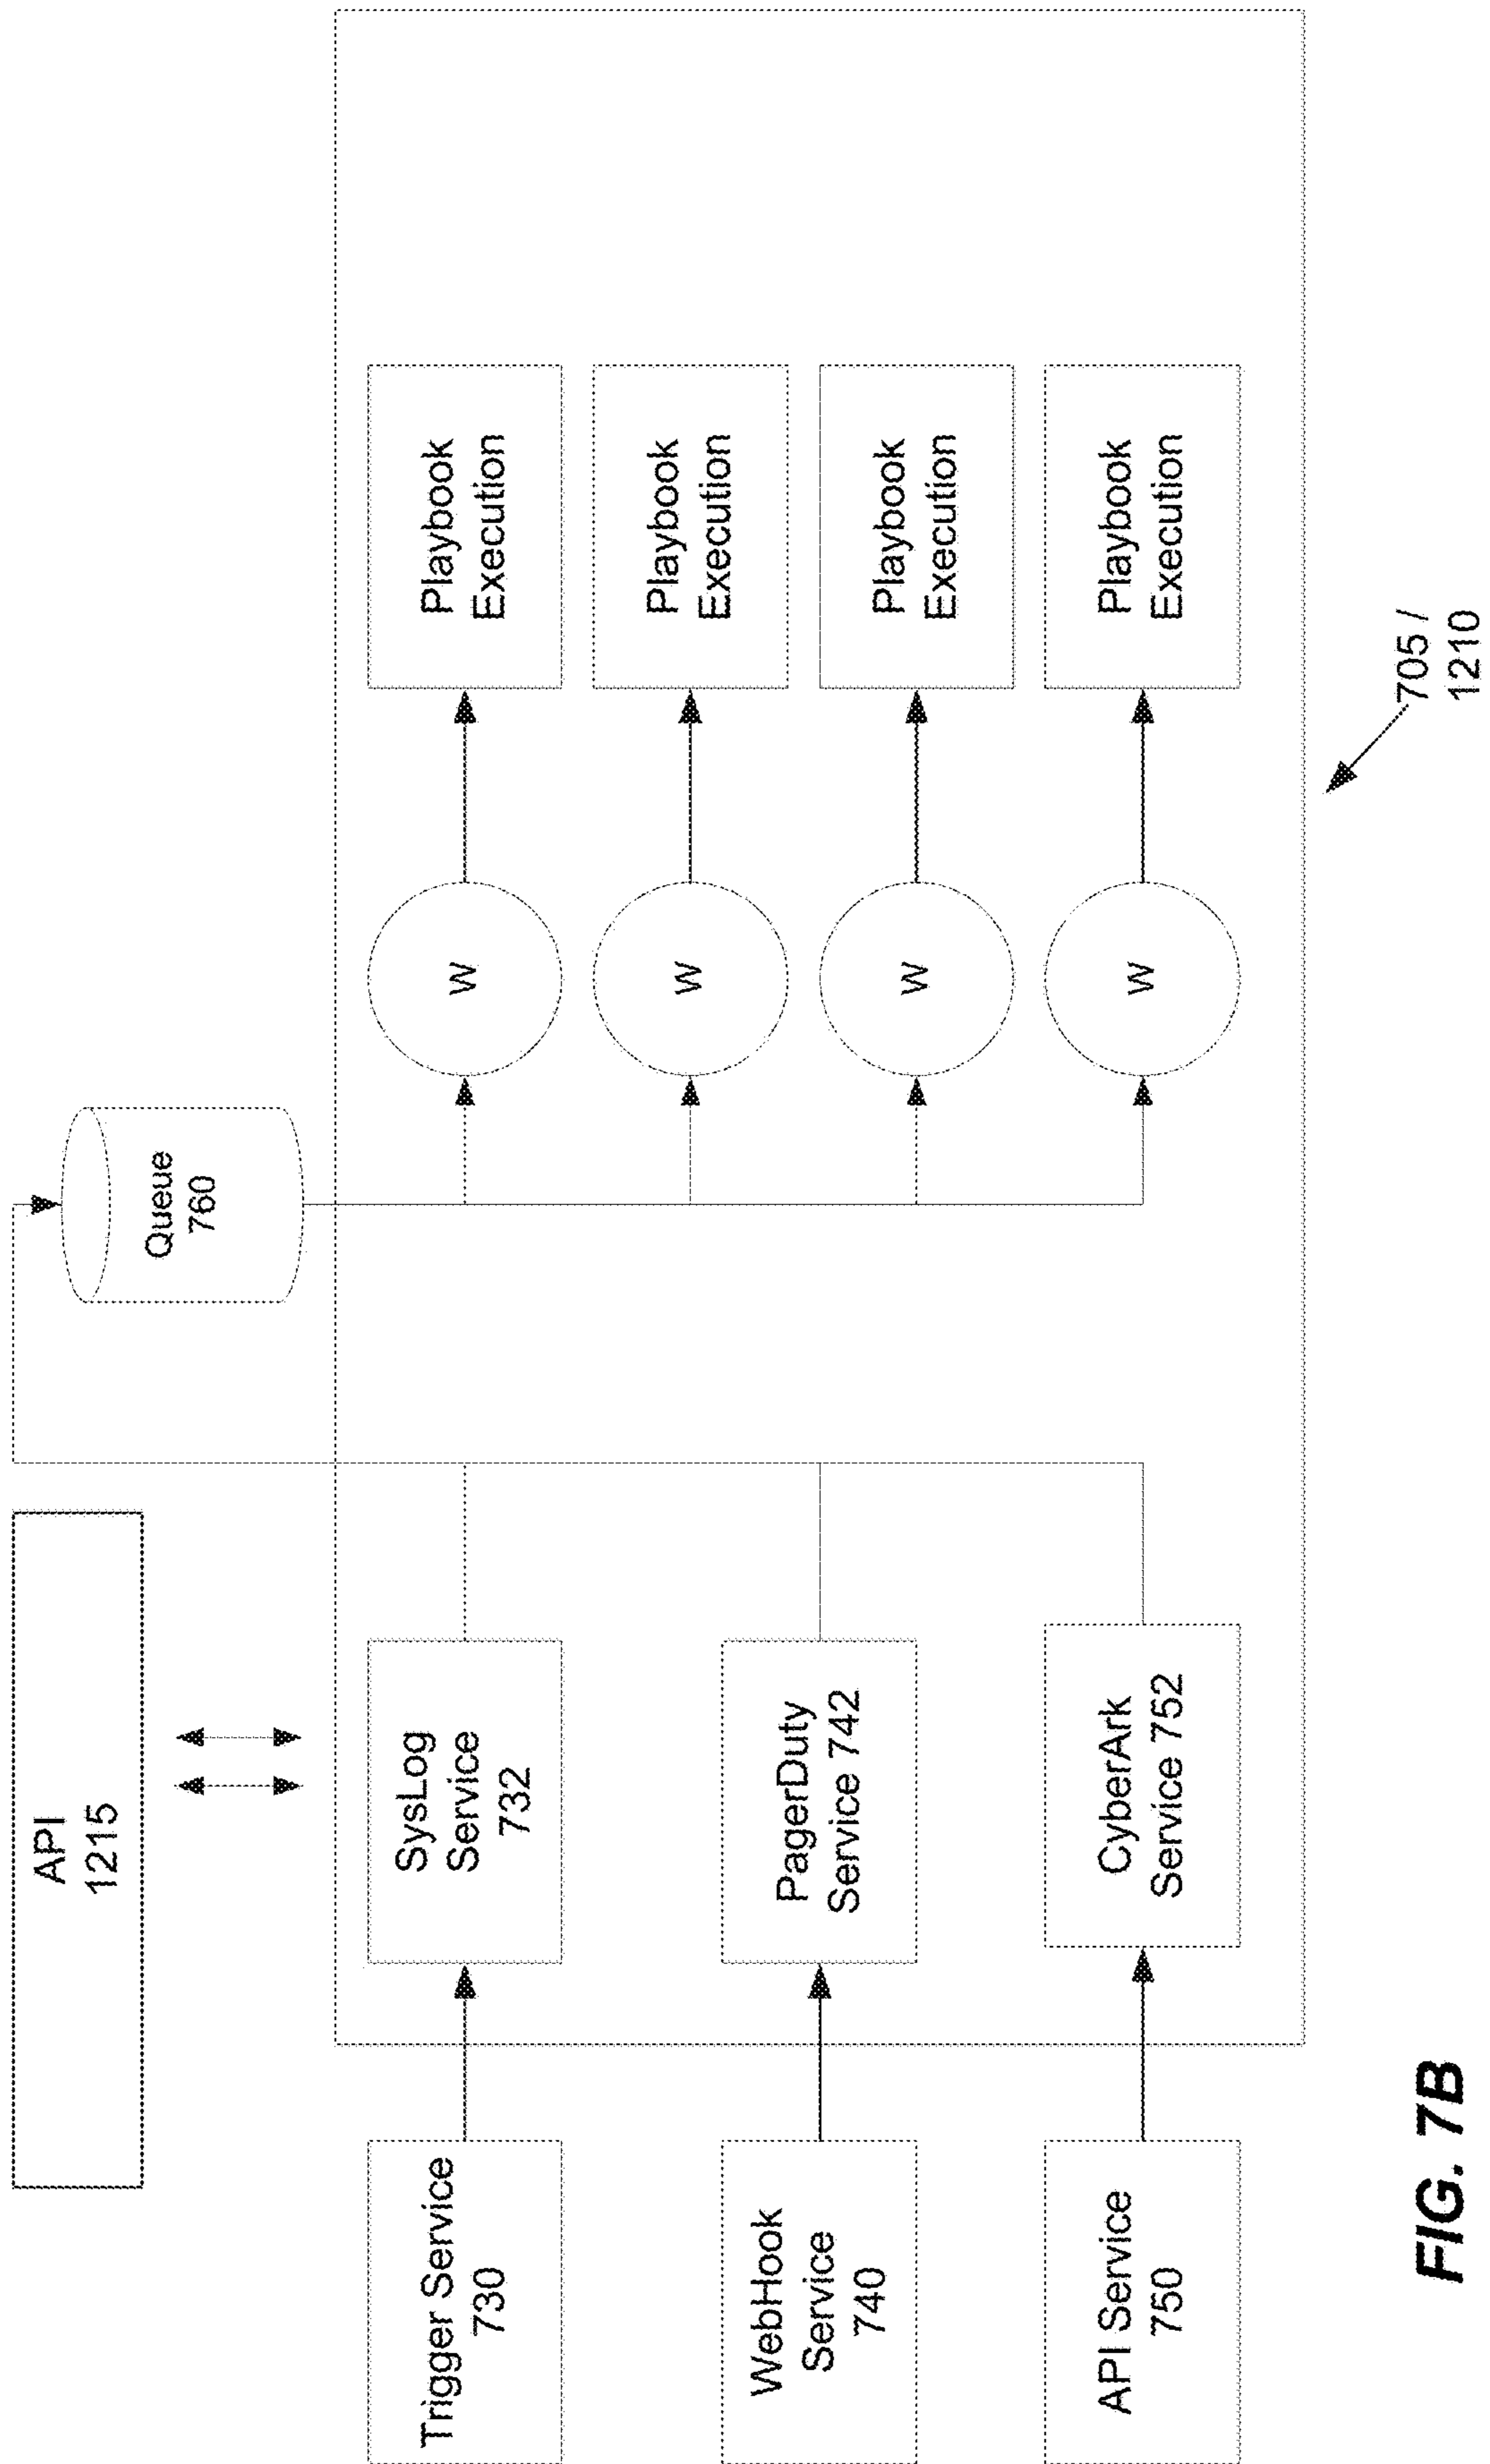 API
1215
Queue
760
Trigger Service
730
SysLog
Service
732
W
Playbook
Execution
W
Playbook
Execution
WebHook
Service
740
PagerDuty
Service 742
W
Playbook
Execution
API Service
750
CyberArk
Service 752
W
Playbook
Execution
705 /
1210
FIG. 7B